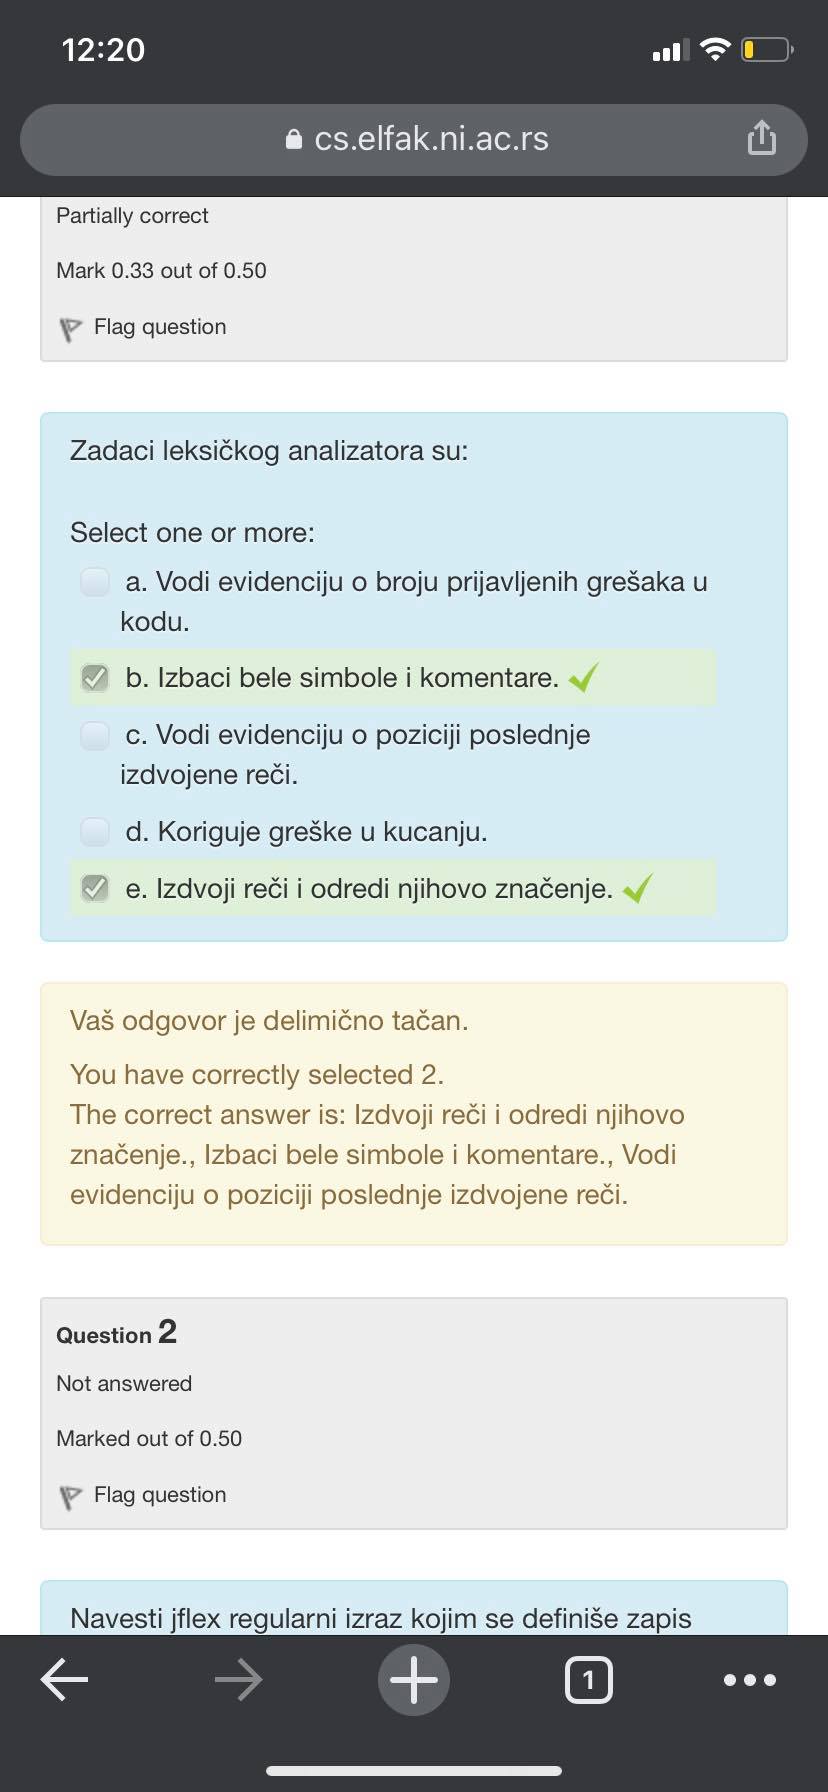 12:20
cs.elfak.ni.ac.rs
Partially correct
Mark 0.33 out of 0.50
Flag question
Zadaci leksičkog analizatora su:
Select one or more:
a. Vodi evidenciju o broju prijavljenih grešaka u
kodu.
b. Izbaci bele simbole i komentare.
c. Vodi evidenciju o poziciji poslednje
izdvojene reči.
d. Koriguje greške u kucanju.
e. Izdvoji reči i odredi njihovo značenje.
Vaš odgovor je delimično tačan.
You have correctly selected 2.
The correct answer is: Izdvoji reči i odredi njihovo
značenje., Izbaci bele simbole i komentare., Vodi
evidenciju o poziciji poslednje izdvojene reči.
Question 2
Not answered
Marked out of 0.50
Flag question
Navesti jflex regularni izraz kojim se definiše zapis
1